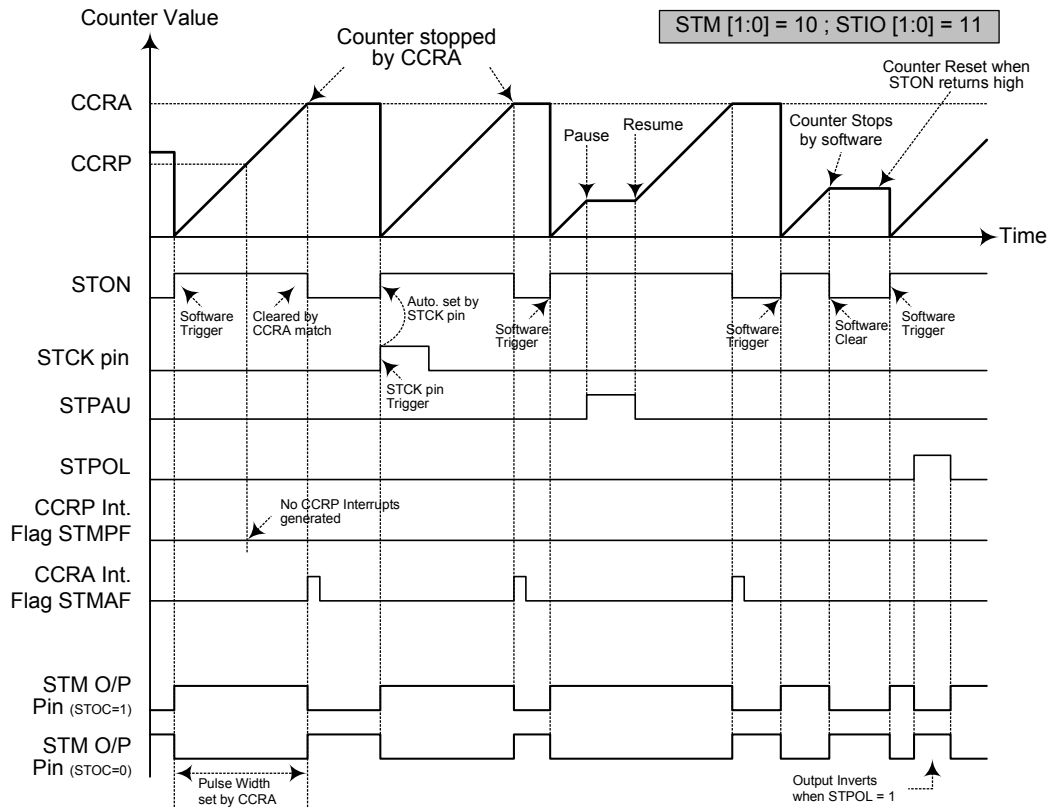 Counter Value
STM [1:0] = 10 ; STIO [1:0] = 11
Counter stopped
by CCRA
Counter Reset when
STON returns high
CCRA
Pause
Resume
Counter Stops
by software
CCRP
Time
STON
Software
Trigger
Cleared by
CCRA match
Auto. set by
STCK pin
Software
Trigger
Software
Trigger
Software
Clear
Software
Trigger
STCK pin
STCK pin
Trigger
STPAU
STPOL
CCRP Int.
Flag STMPF
No CCRP Interrupts
generated
CCRA Int.
Flag STMAF
STM O/P
Pin (STOC=1)
STM O/P
Pin (STOC=0)
Pulse Width
set by CCRA
Output Inverts
when STPOL = 1